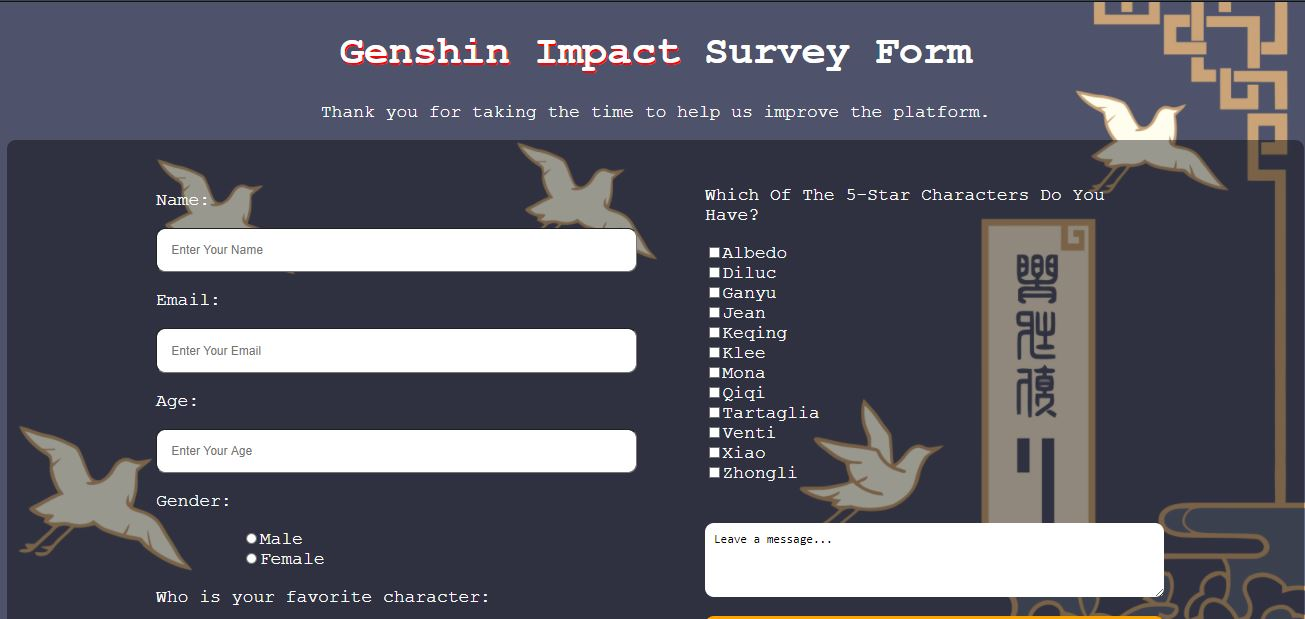 Genshin Impact Survey Form
Thank you for taking the time to help us improve the platform.
Name:
Enter Your Name
Email:
Enter Your Email
Age:
Enter Your Age
Gender:
Male
Female
Who is your favorite character:
Which Of The 5-Star Characters Do You
Have?
Albedo
Diluc
Ganyu
Jean
Keqing
Klee
Mona
Qiqi
Tartaglia
Venti
Xiao
Zhongli
Leave a message...